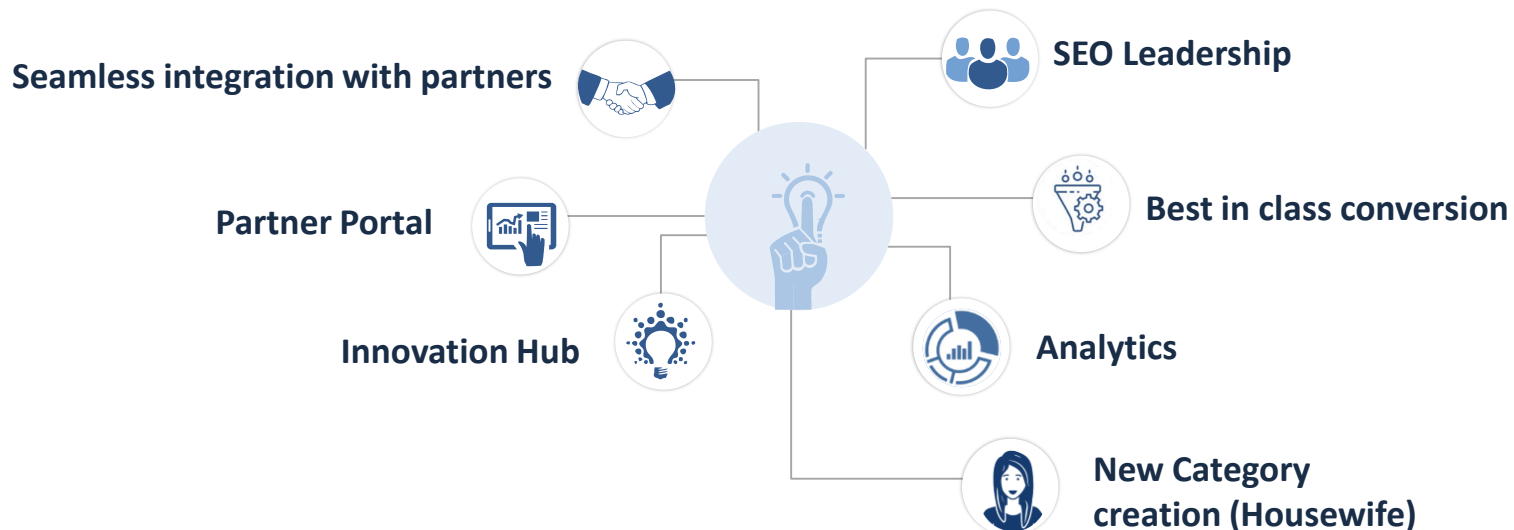 Seamless integration with partners
SEO Leadership
Partner Portal
Best in class conversion
Innovation Hub
Analytics
New Category
creation (Housewife)